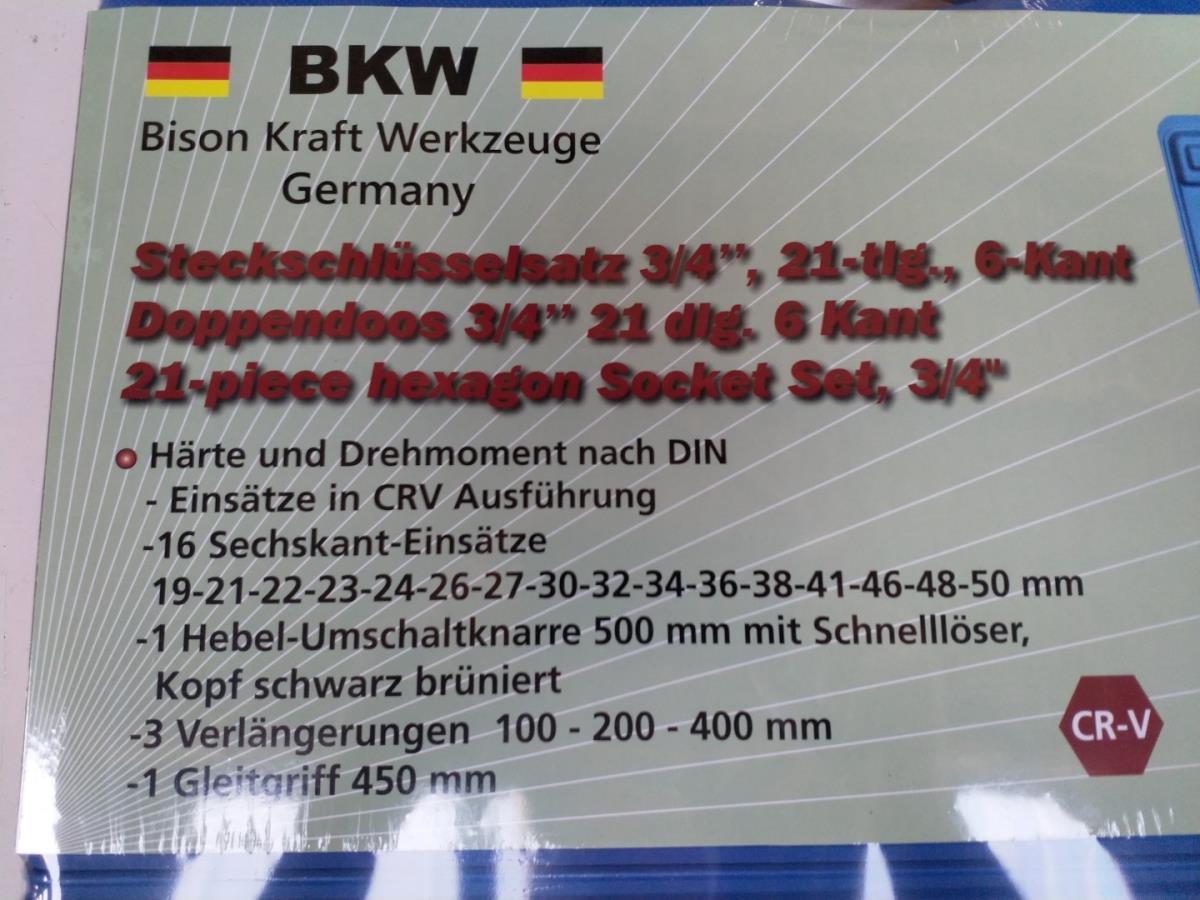 BKW
Bison Kraft Werkzeuge
Germany
Steckschlüsselsatz 3/4’’, 21-tlg., 6-Kant
Doppendoos 3/4’’ 21 dlg. 6 Kant
21-piece hexagon Socket Set, 3/4"
Härte und Drehmoment nach DIN
- Einsätze in CRV Ausführung
-16 Sechskant-Einsätze
19-21-22-23-24-26-27-30-32-34-36-38-41-46-48-50 mm
-1 Hebel-Umschaltknarre 500 mm mit Schnelllöser,
Kopf schwarz brüniert
-3 Verlängerungen 100 - 200 - 400 mm
-1 Gleitgriff 450 mm
CR-V